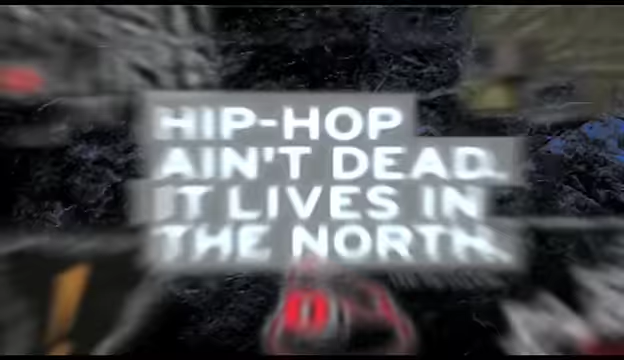 HIP-HOP
AIN'T DEAD.
IT LIVES IN
THE NORTH.